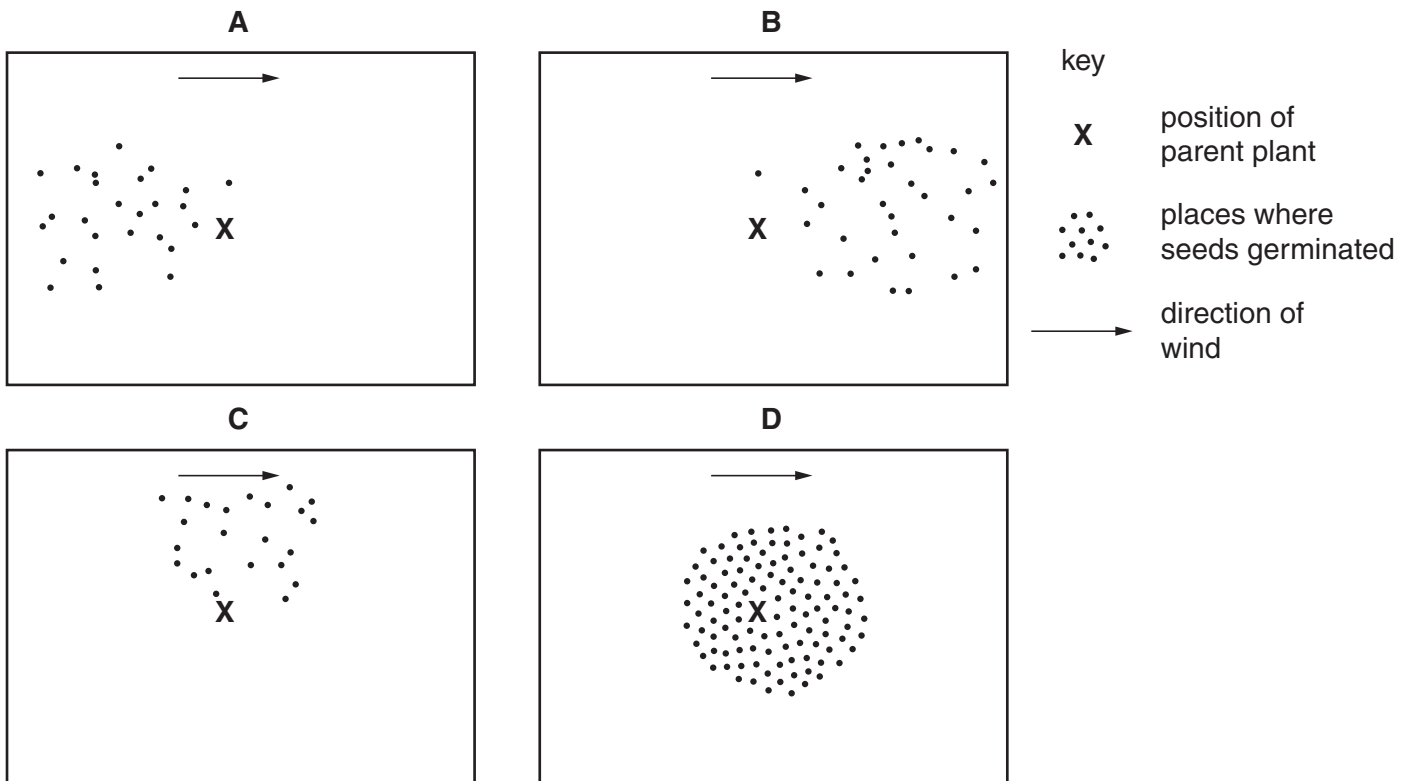 A
B
key
X
position of
parent plant
X
X
places where
seeds germinated
direction of
wind
C
D
X
X